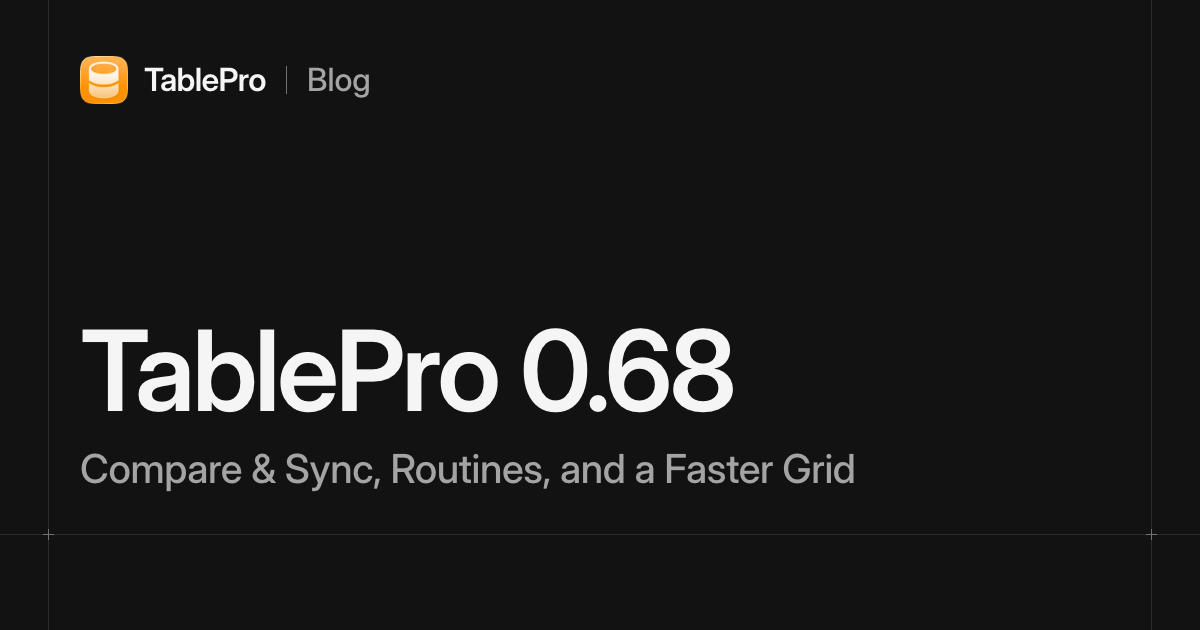 TablePro | Blog
TablePro 0.68
Compare & Sync, Routines, and a Faster Grid